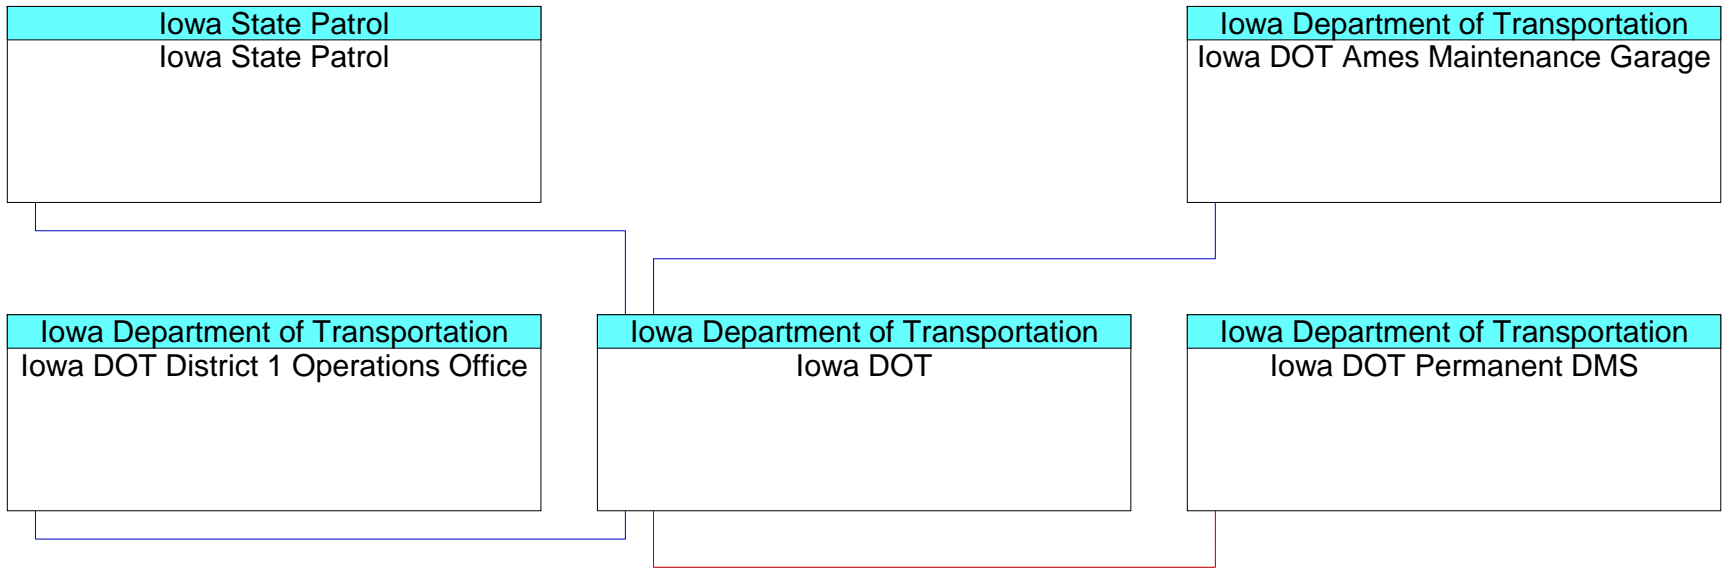 Iowa State Patrol
Iowa State Patrol
Iowa Department of Transportation
Iowa DOT Ames Maintenance Garage
Iowa Department of Transportation
Iowa DOT District 1 Operations Office
Iowa Department of Transportation
Iowa DOT
Iowa Department of Transportation
Iowa DOT Permanent DMS